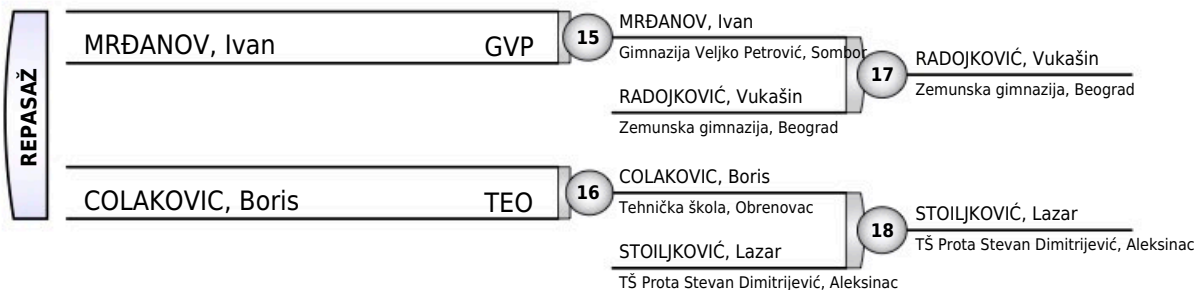 REPASAŽ
MRĐANOV, Ivan GVP
15
MRĐANOV, Ivan
Gimnazija Veljko Petrović, Sombor
RADOJKOVIĆ, Vukašin
Zemunska gimnazija, Beograd
17
RADOJKOVIĆ, Vukašin
Zemunska gimnazija, Beograd
COLAKOVIC, Boris TEO
16
COLAKOVIC, Boris
Tehnička škola, Obrenovac
STOILJKOVIĆ, Lazar
TŠ Prota Stevan Dimitrijević, Aleksinac
18
STOILJKOVIĆ, Lazar
TŠ Prota Stevan Dimitrijević, Aleksinac